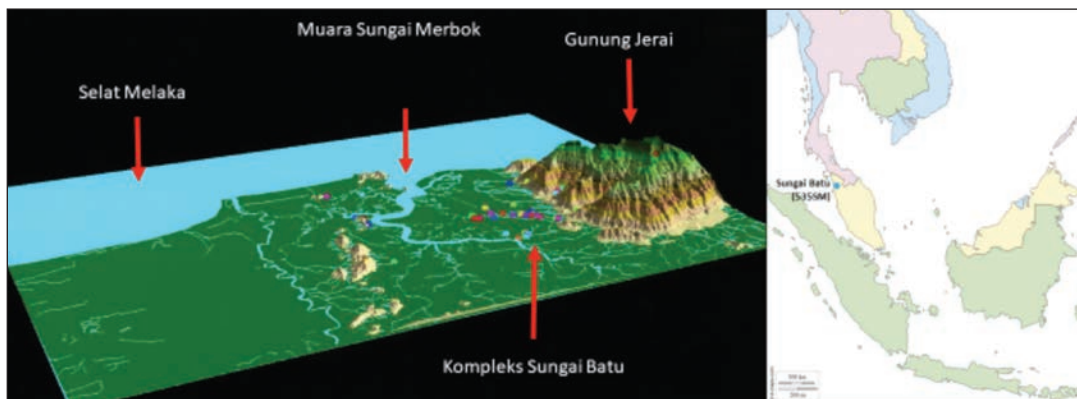 Muara Sungai Merbok
Gunung Jerai
Selat Melaka
Kompleks Sungai Batu
Sungai Batu
[535SM]